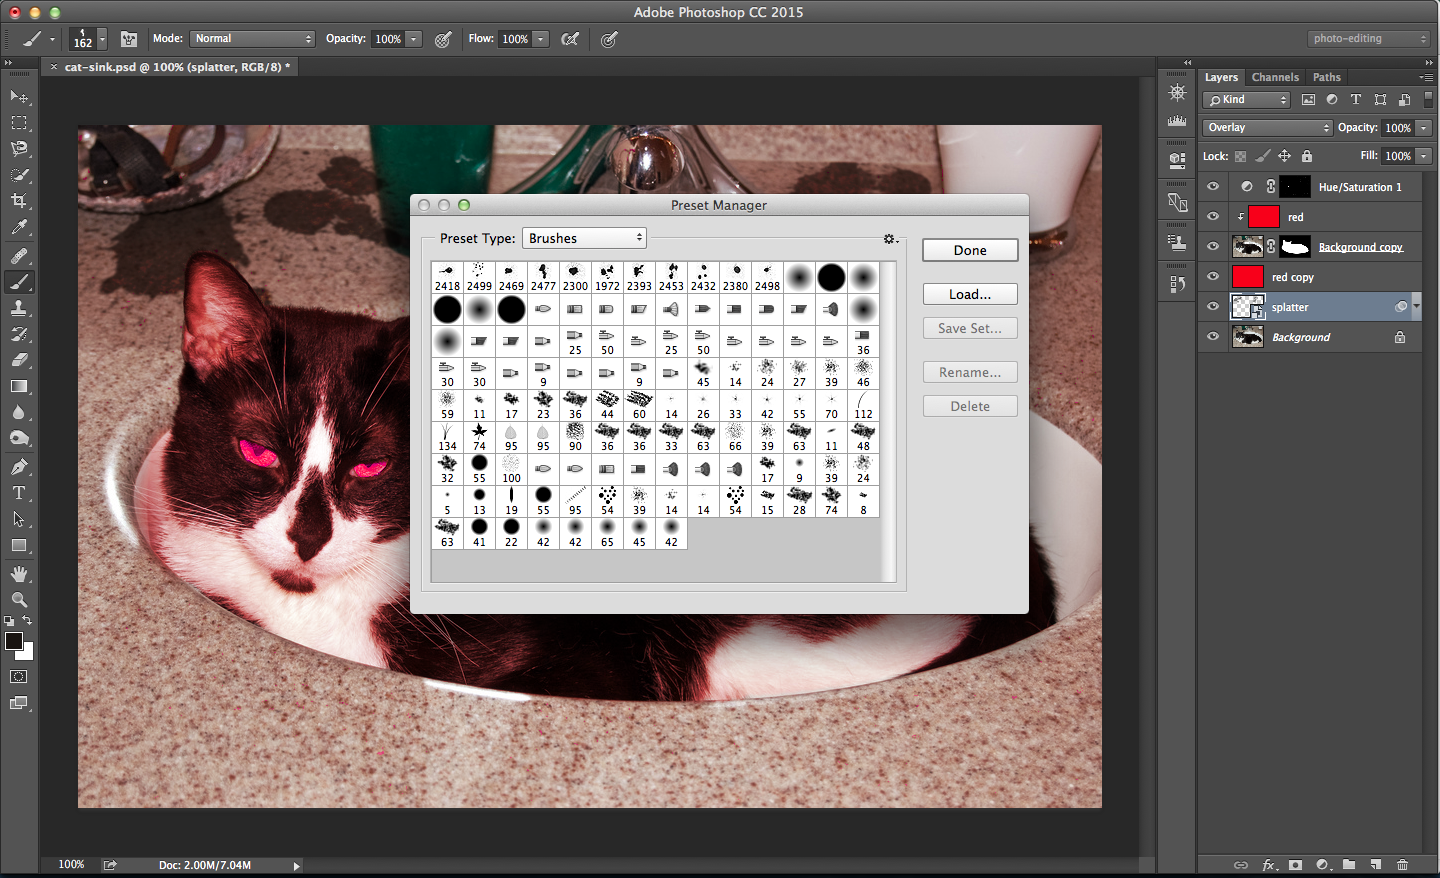 Adobe Photoshop CC 2015
162 Mode: Normal Opacity: 100% Flow: 100% photo-editing
× cat-sink.psd @ 100% (splatter, RGB/8) *
Layers Channels Paths
Kind
Overlay Opacity: 100%
Lock: Fill: 100%
Hue/Saturation 1
red
Background copy
red copy
splatter
Background
Preset Manager
Preset Type: Brushes
Done
Load...
Save Set...
Rename...
Delete
2418 2499 2469 2477 2300 1972 2393 2453 2432 2380 2498
25 50 25 50 36
30 30 9 9 45 14 24 27 39 46
59 11 17 23 36 44 60 14 26 33 42 55 70 112
134 74 95 95 90 36 36 33 63 66 39 63 11 48
32 55 100 17 9 39 24
5 13 19 55 95 54 39 14 14 54 15 28 74 8
63 41 22 42 42 65 45 42
T
100% Doc: 2.00M/7.04M
fx